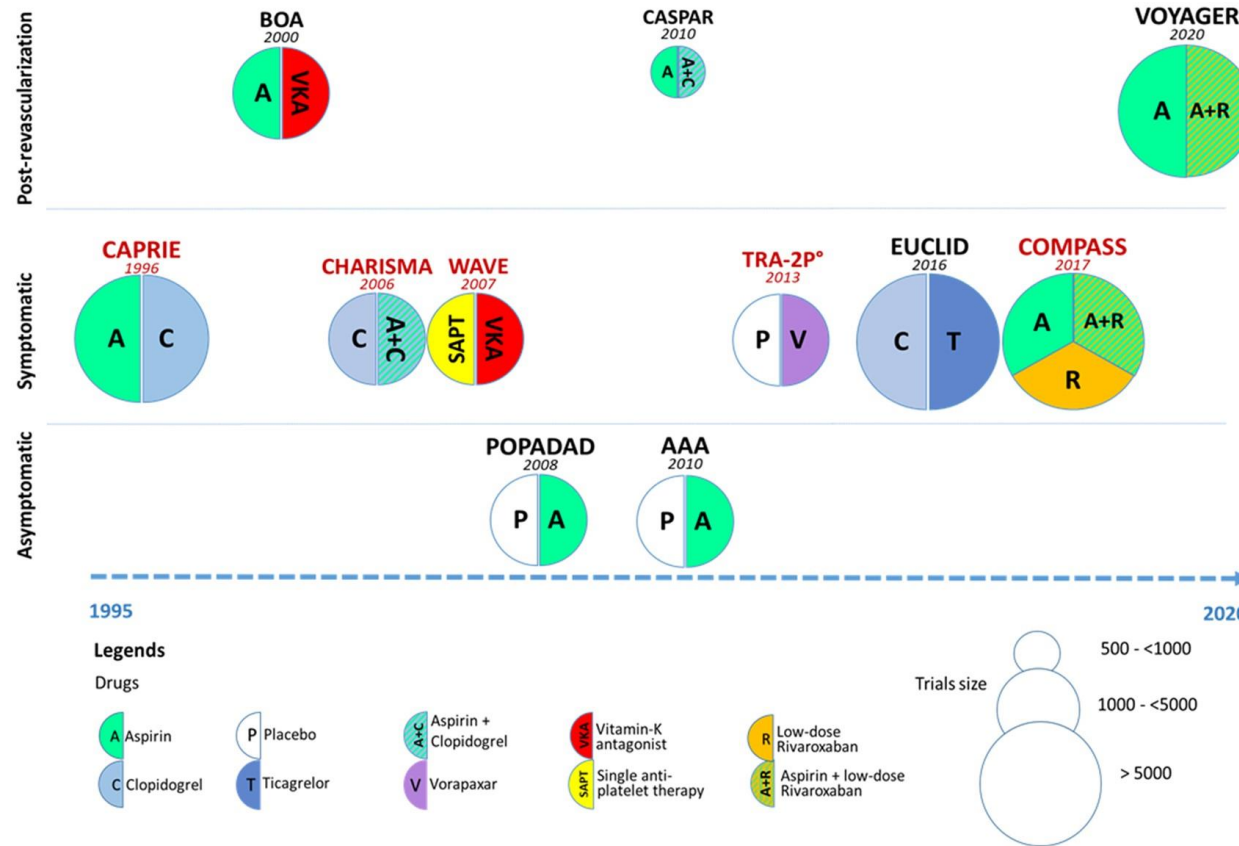 Post-revascularization
BOA
2000
A
VKA
CASPAR
2010
A
A+C
VOYAGER
2020
A
A+R
Symptomatic
CAPRIE
1996
A
C
CHARISMA
2006
C
A+C
WAVE
2007
SAPT
VKA
TRA-2P°
2013
P
V
EUCLID
2016
C
T
COMPASS
2017
A
A+R
R
Asymptomatic
POPADAD
2008
P
A
AAA
2010
P
A
1995
2020
Legends
Drugs
A Aspirin
P Placebo
A+C Aspirin +
Clopidogrel
VKA Vitamin-K
antagonist
R Low-dose
Rivaroxaban
C Clopidogrel
T Ticagrelor
V Vorapaxar
SAPT Single anti-
platelet therapy
A+R Aspirin + low-dose
Rivaroxaban
Trials size
500 - <1000
1000 - <5000
> 5000